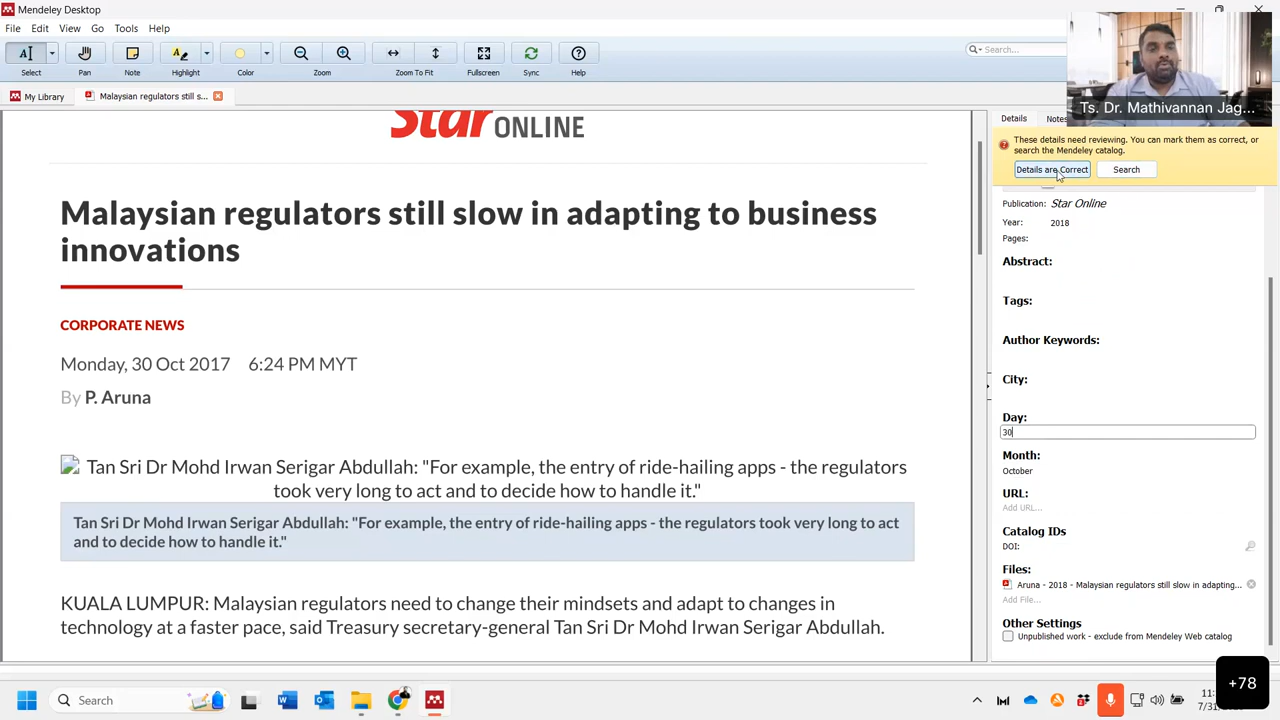 Mendeley Desktop
File Edit View Go Tools Help
Select Pan Note Highlight Color Zoom Zoom To Fit Fullscreen Sync Help
Search...
Ts. Dr. Mathivannan Jag...
My Library
Malaysian regulators still s...
Details Notes
These details need reviewing. You can mark them as correct, or
search the Mendeley catalog.
Details are Correct Search
Star ONLINE
Malaysian regulators still slow in adapting to business
innovations
CORPORATE NEWS
Monday, 30 Oct 2017 6:24 PM MYT
By P. Aruna
Tan Sri Dr Mohd Irwan Serigar Abdullah: "For example, the entry of ride-hailing apps - the regulators
took very long to act and to decide how to handle it."
Tan Sri Dr Mohd Irwan Serigar Abdullah: "For example, the entry of ride-hailing apps - the regulators took very long to act
and to decide how to handle it."
KUALA LUMPUR: Malaysian regulators need to change their mindsets and adapt to changes in
technology at a faster pace, said Treasury secretary-general Tan Sri Dr Mohd Irwan Serigar Abdullah.
Publication: Star Online
Year: 2018
Pages:
Abstract:
Tags:
Author Keywords:
City:
Day:
30
Month:
October
URL:
Add URL...
Catalog IDs
DOI:
Files:
Aruna - 2018 - Malaysian regulators still slow in adapting...
Add File...
Other Settings
Unpublished work - exclude from Mendeley Web catalog
Search
+78